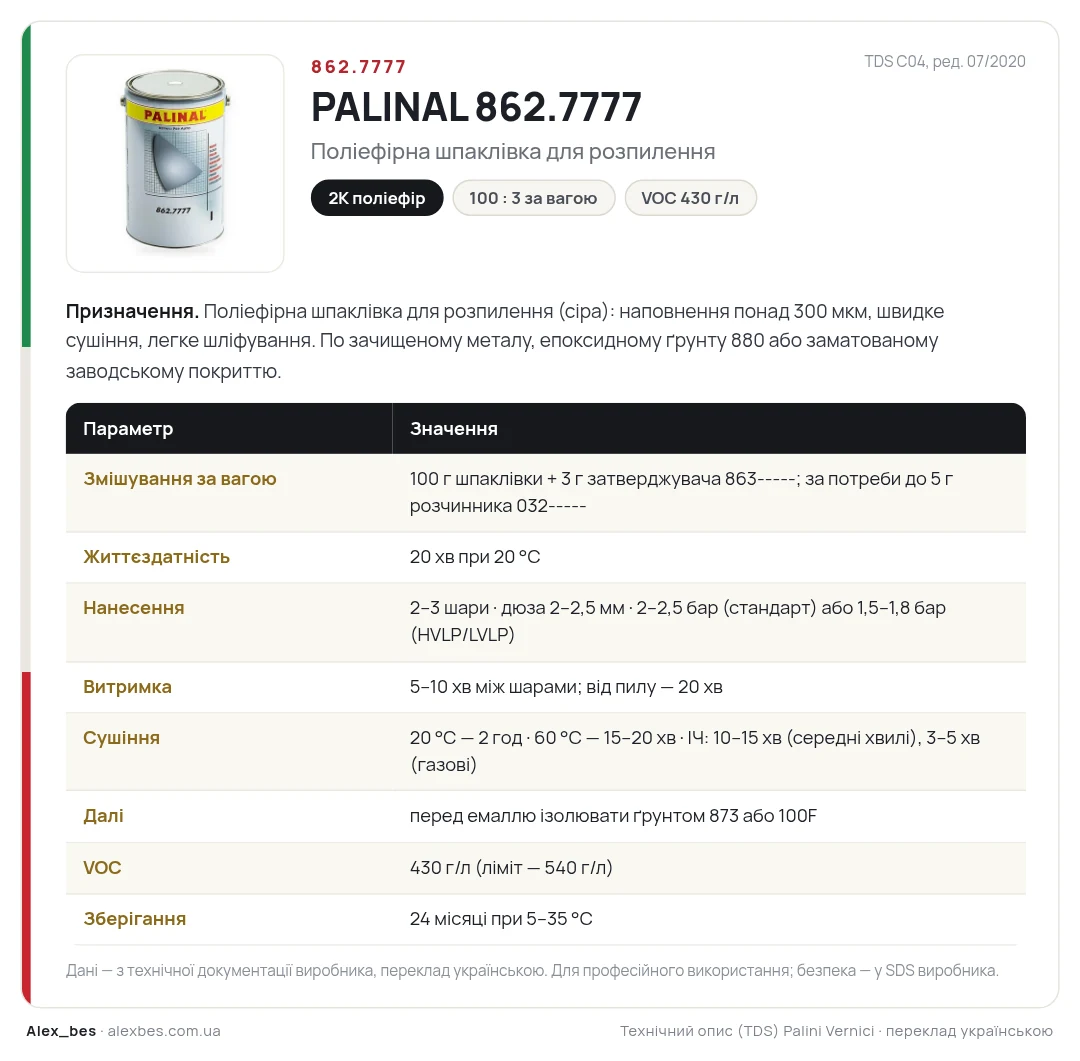 862.7777
TDS C04, ред. 07/2020
PALINAL 862.7777
Поліефірна шпаклівка для розпилення
2К поліефір
100 : 3 за вагою
VOC 430 г/л
PALINAL
862.7777
Призначення. Поліефірна шпаклівка для розпилення (сіра): наповнення понад 300 мкм, швидке
сушіння, легке шліфування. По зачищеному металу, епоксидному ґрунту 880 або заматованому
заводському покриттю.
Параметр
Значення
Змішування за вагою
100 г шпаклівки + 3 г затверджувача 863-----; за потреби до 5 г
розчинника 032-----
Життєздатність
20 хв при 20 °C
Нанесення
2–3 шари · дюза 2–2,5 мм · 2–2,5 бар (стандарт) або 1,5–1,8 бар
(HVLP/LVLP)
Витримка
5–10 хв між шарами; від пилу — 20 хв
Сушіння
20 °C — 2 год · 60 °C — 15–20 хв · ІЧ: 10–15 хв (середні хвилі), 3–5 хв
(газові)
Далі
перед емаллю ізолювати ґрунтом 873 або 100F
VOC
430 г/л (ліміт — 540 г/л)
Зберігання
24 місяці при 5–35 °C
Дані — з технічної документації виробника, переклад українською. Для професійного використання; безпека — у SDS виробника.
Alex_bes · alexbes.com.ua
Технічний опис (TDS) Palini Vernici · переклад українською